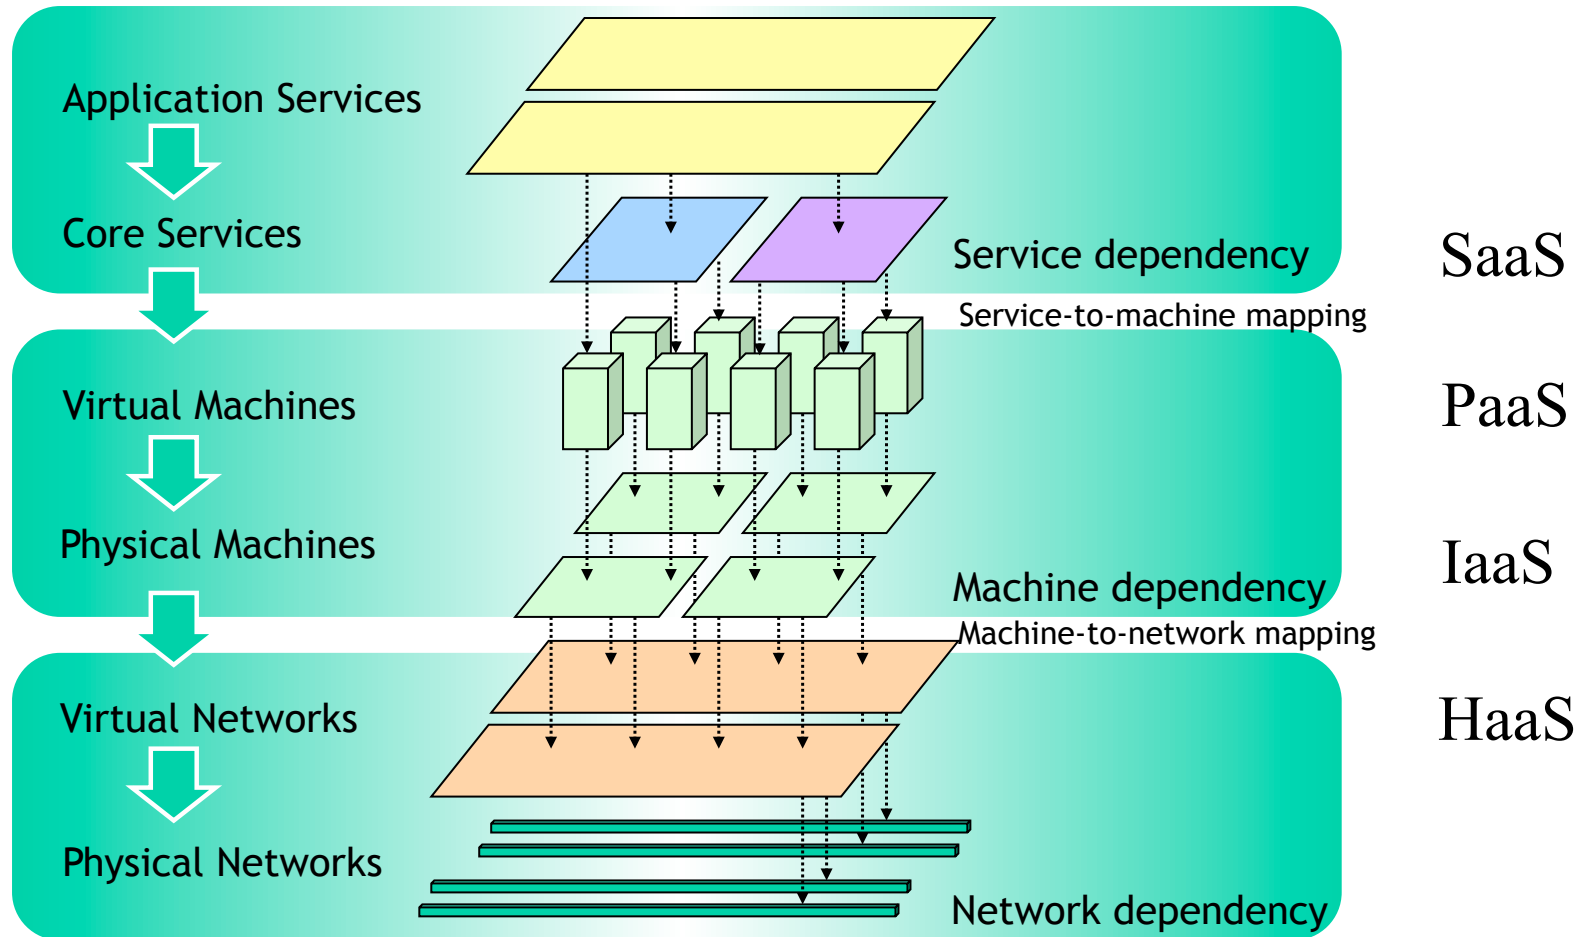 Application Services
Core Services
Service dependency
SaaS
Service-to-machine mapping
Virtual Machines
PaaS
Physical Machines
IaaS
Machine dependency
Machine-to-network mapping
Virtual Networks
HaaS
Physical Networks
Network dependency